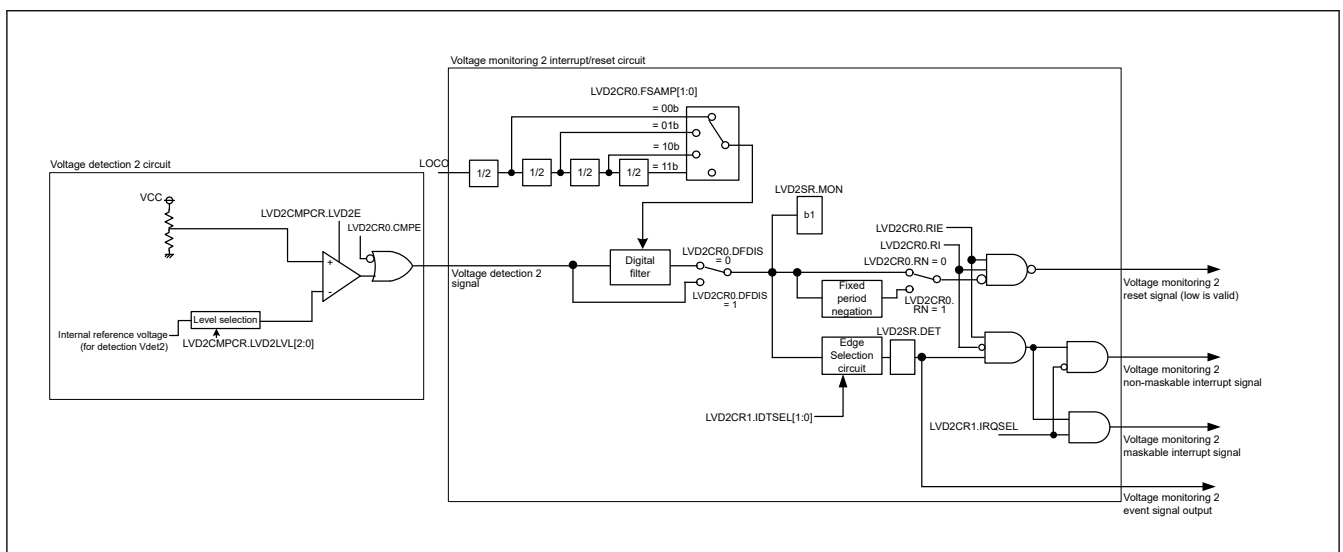 Voltage monitoring 2 interrupt/reset circuit
LVD2CR0.FSAMP[1:0]
= 00b
= 01b
= 10b
= 11b
LOCO
1/2
1/2
1/2
1/2
Voltage detection 2 circuit
VCC
LVD2CMPCR.LVD2E
LVD2CR0.CMPE
+
-
Internal reference voltage
(for detection Vdet2)
Level selection
LVD2CMPCR.LVD2LVL[2:0]
Voltage detection 2
signal
Digital
filter
LVD2CR0.DFDIS
= 0
LVD2CR0.DFDIS
= 1
LVD2SR.MON
b1
LVD2CR0.RIE
LVD2CR0.RI
LVD2CR0.RN = 0
Fixed
period
negation
LVD2CR0.
RN = 1
Edge
Selection
circuit
LVD2SR.DET
LVD2CR1.IDTSEL[1:0]
LVD2CR1.IRQSEL
Voltage monitoring 2
reset signal (low is valid)
Voltage monitoring 2
non-maskable interrupt signal
Voltage monitoring 2
maskable interrupt signal
Voltage monitoring 2
event signal output